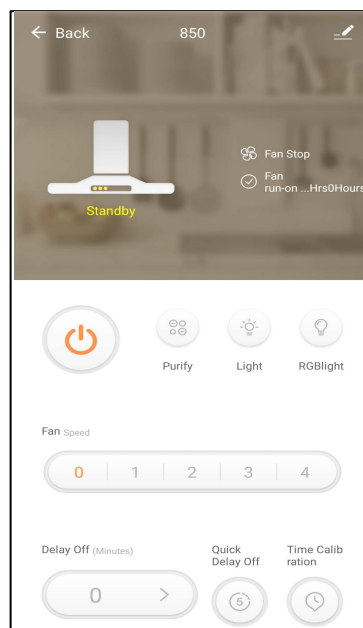 Back 850
Fan Stop
Fan
run-on ...Hrs0Hours
Standby
Purify Light RGBlight
Fan Speed
0 1 2 3 4
Delay Off (Minutes)
Quick
Delay Off
Time Calib
ration
0
5